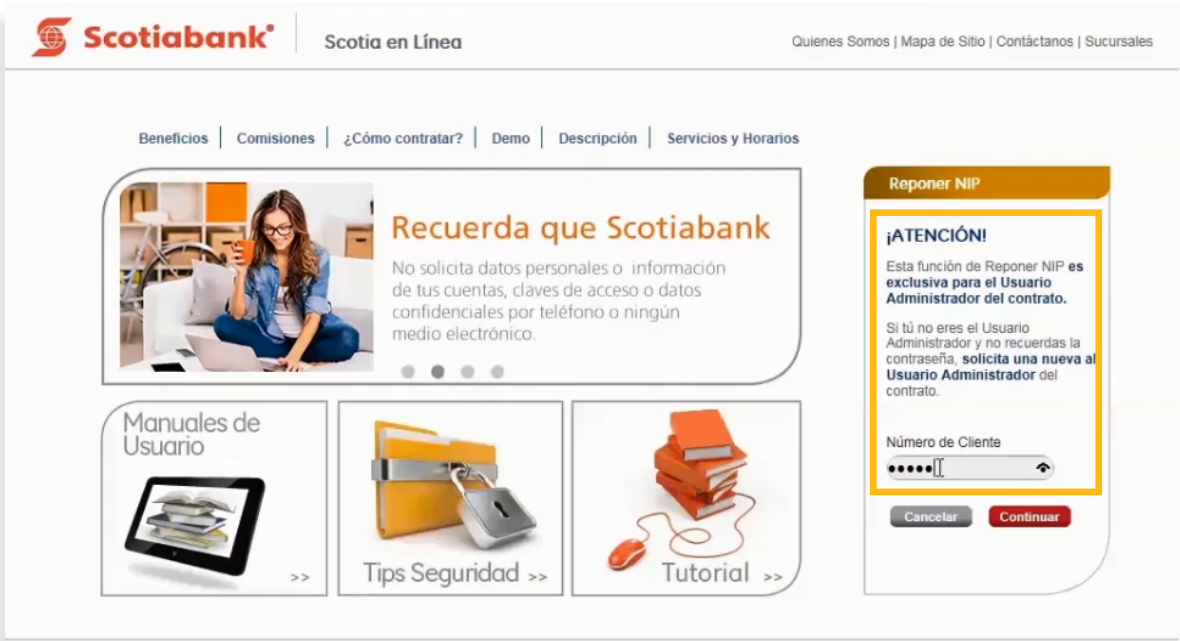 Scotiabank
Scotia en Línea
Quienes Somos | Mapa de Sitio | Contáctanos | Sucursales
Beneficios | Comisiones | ¿Cómo contratar? | Demo | Descripción | Servicios y Horarios
Recuerda que Scotiabank
No solicita datos personales o información
de tus cuentas, claves de acceso o datos
confidenciales por teléfono o ningún
medio electrónico.
Manuales de
Usuario
>>
Tips Seguridad >>
Tutorial >>
Reponer NIP
¡ATENCIÓN!
Esta función de Reponer NIP es
exclusiva para el Usuario
Administrador del contrato.
Si tú no eres el Usuario
Administrador y no recuerdas la
contraseña, solicita una nueva al
Usuario Administrador del
contrato.
Número de Cliente
•••••
Cancelar
Continuar